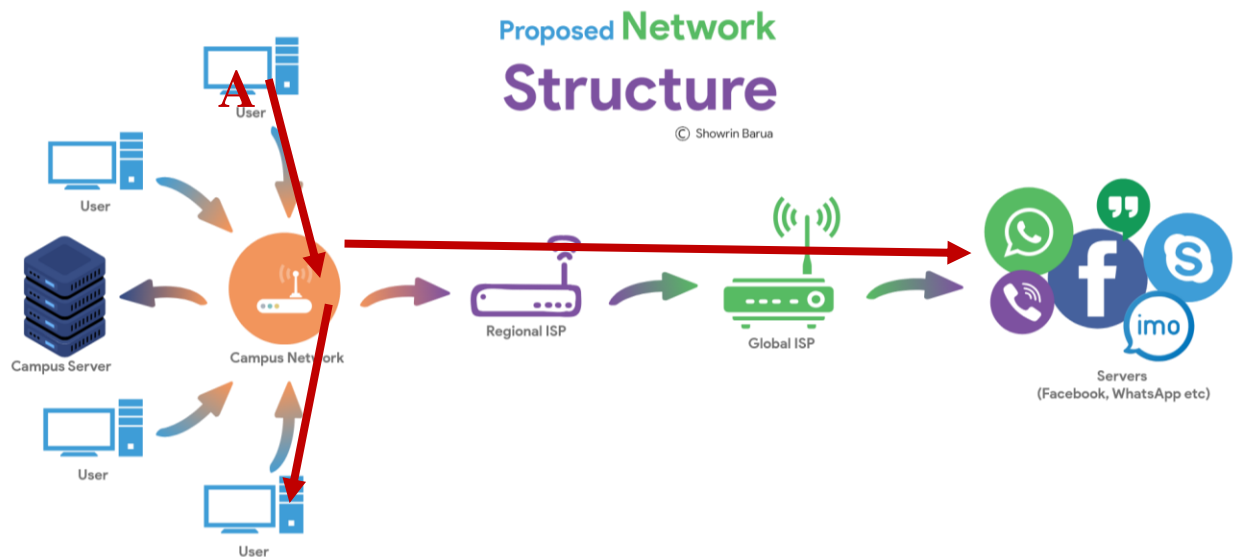 Proposed Network
Structure
© Showrin Barua
A
User
User
Campus Server
Campus Network
Regional ISP
Global ISP
imo
Servers
(Facebook, WhatsApp etc)
User
User